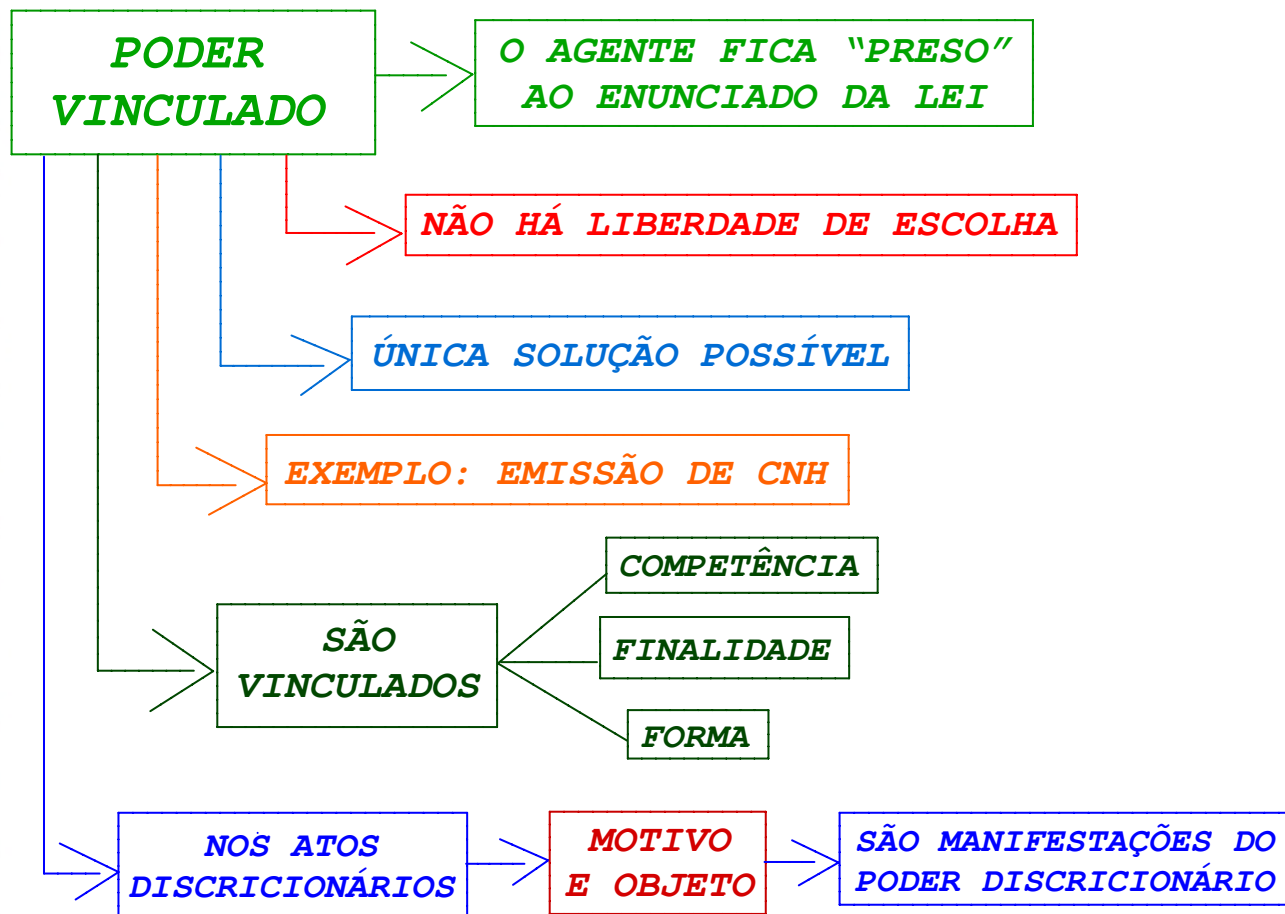 PODER
VINCULADO
O AGENTE FICA “PRESO”
AO ENUNCIADO DA LEI
NÃO HÁ LIBERDADE DE ESCOLHA
ÚNICA SOLUÇÃO POSSÍVEL
EXEMPLO: EMISSÃO DE CNH
SÃO
VINCULADOS
COMPETÊNCIA
FINALIDADE
FORMA
NOS ATOS
DISCRICIONÁRIOS
MOTIVO
E OBJETO
SÃO MANIFESTAÇÕES DO
PODER DISCRICIONÁRIO